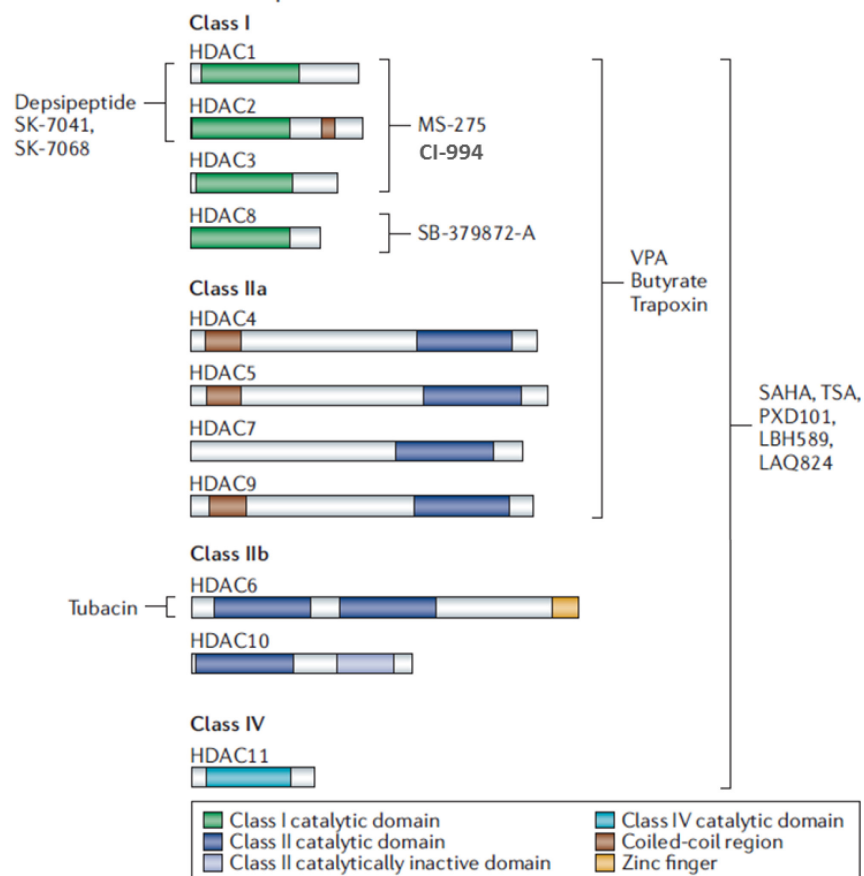 Class I
HDAC1
Depsipeptide
SK-7041,
SK-7068
HDAC2
MS-275
CI-994
HDAC3
HDAC8
SB-379872-A
VPA
Butyrate
Trapoxin
Class IIa
HDAC4
HDAC5
HDAC7
HDAC9
SAHA, TSA,
PXD101,
LBH589,
LAQ824
Class IIb
HDAC6
Tubacin
HDAC10
Class IV
HDAC11
Class I catalytic domain
Class II catalytic domain
Class II catalytically inactive domain
Class IV catalytic domain
Coiled-coil region
Zinc finger